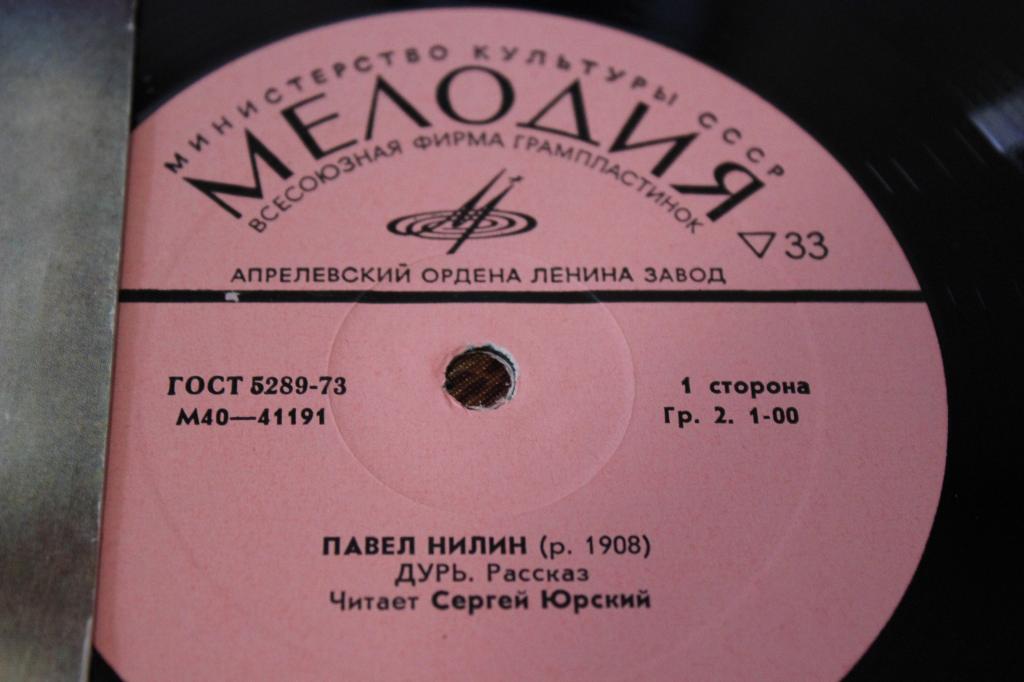 МИНИСТЕРСТВО КУЛЬТУРЫ СССР
МЕЛОДИЯ
ВСЕСОЮЗНАЯ ФИРМА ГРАМПЛАСТИНОК
▽33
АПРЕЛЕВСКИЙ ОРДЕНА ЛЕНИНА ЗАВОД
ГОСТ 5289-73
М40—41191
1 сторона
Гр. 2. 1-00
ПАВЕЛ НИЛИН (р. 1908)
ДУРЬ. Рассказ
Читает Сергей Юрский